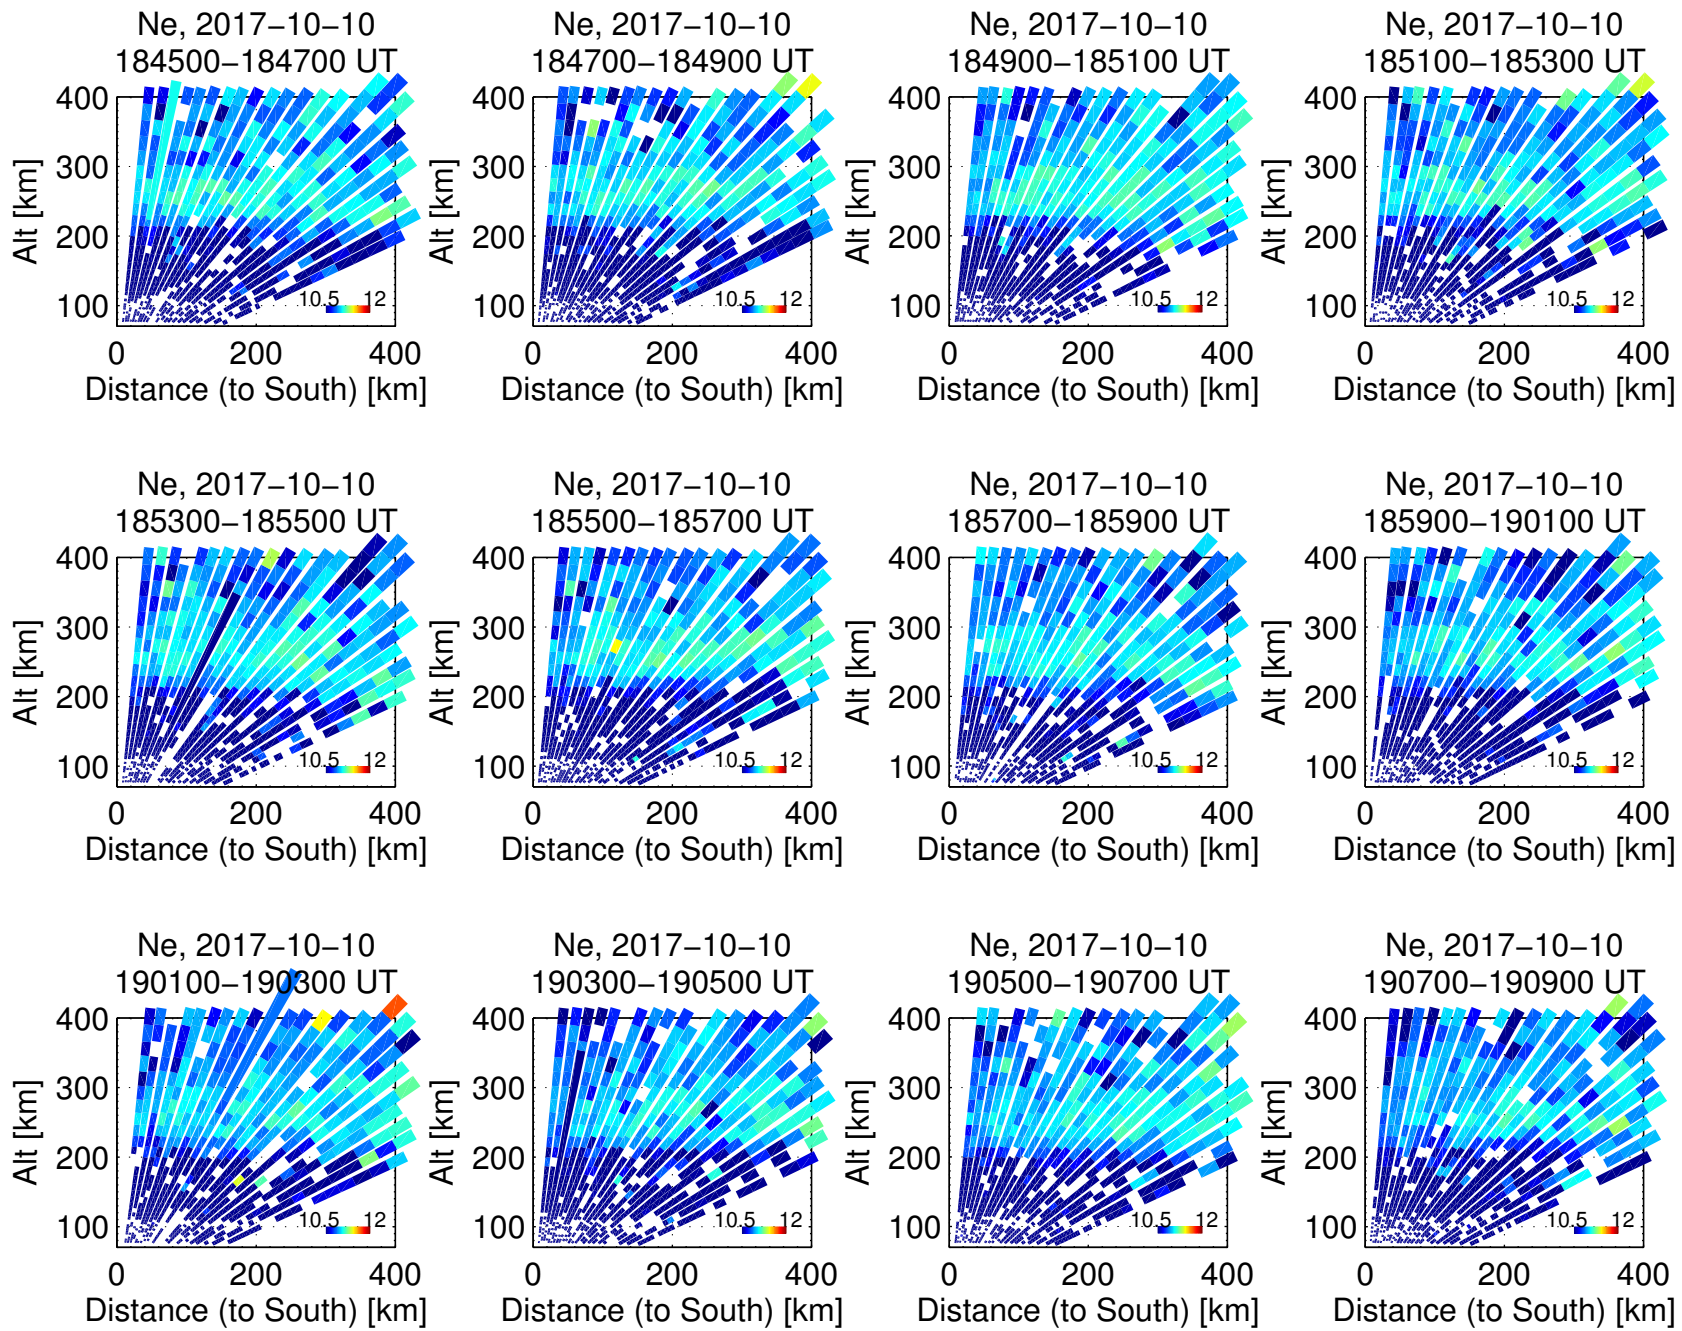 Ne, 2017−10−10
184500−184700 UT
Alt [km]
400
300
200
100
10.5 12
0 200 400
Distance (to South) [km]
Ne, 2017−10−10
184700−184900 UT
Alt [km]
400
300
200
100
10.5 12
0 200 400
Distance (to South) [km]
Ne, 2017−10−10
184900−185100 UT
Alt [km]
400
300
200
100
10.5 12
0 200 400
Distance (to South) [km]
Ne, 2017−10−10
185100−185300 UT
Alt [km]
400
300
200
100
10.5 12
0 200 400
Distance (to South) [km]
Ne, 2017−10−10
185300−185500 UT
Alt [km]
400
300
200
100
10.5 12
0 200 400
Distance (to South) [km]
Ne, 2017−10−10
185500−185700 UT
Alt [km]
400
300
200
100
10.5 12
0 200 400
Distance (to South) [km]
Ne, 2017−10−10
185700−185900 UT
Alt [km]
400
300
200
100
10.5 12
0 200 400
Distance (to South) [km]
Ne, 2017−10−10
185900−190100 UT
Alt [km]
400
300
200
100
10.5 12
0 200 400
Distance (to South) [km]
Ne, 2017−10−10
190100−190300 UT
Alt [km]
400
300
200
100
10.5 12
0 200 400
Distance (to South) [km]
Ne, 2017−10−10
190300−190500 UT
Alt [km]
400
300
200
100
10.5 12
0 200 400
Distance (to South) [km]
Ne, 2017−10−10
190500−190700 UT
Alt [km]
400
300
200
100
10.5 12
0 200 400
Distance (to South) [km]
Ne, 2017−10−10
190700−190900 UT
Alt [km]
400
300
200
100
10.5 12
0 200 400
Distance (to South) [km]